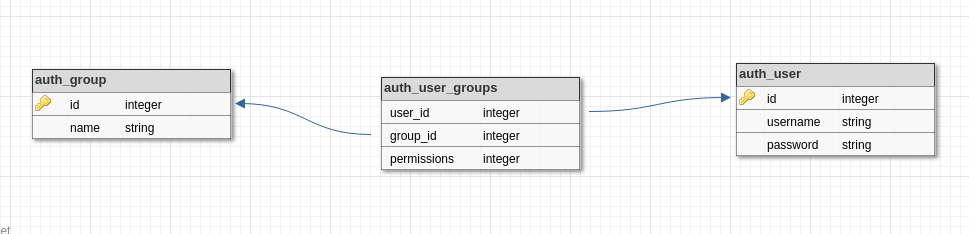 auth_group
id integer
name string
auth_user_groups
user_id integer
group_id integer
permissions integer
auth_user
id integer
username string
password string
et